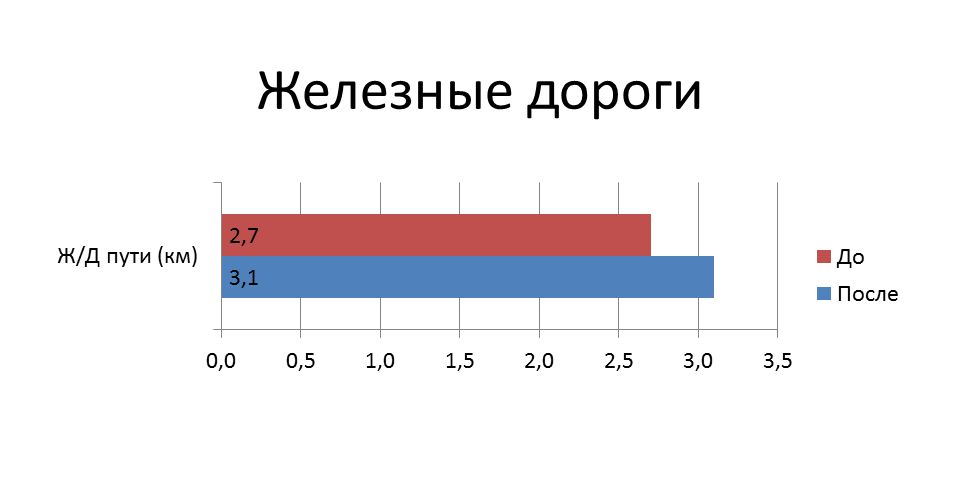 Железные дороги
Ж/Д пути (км)
2,7
3,1
До
После
0,0 0,5 1,0 1,5 2,0 2,5 3,0 3,5